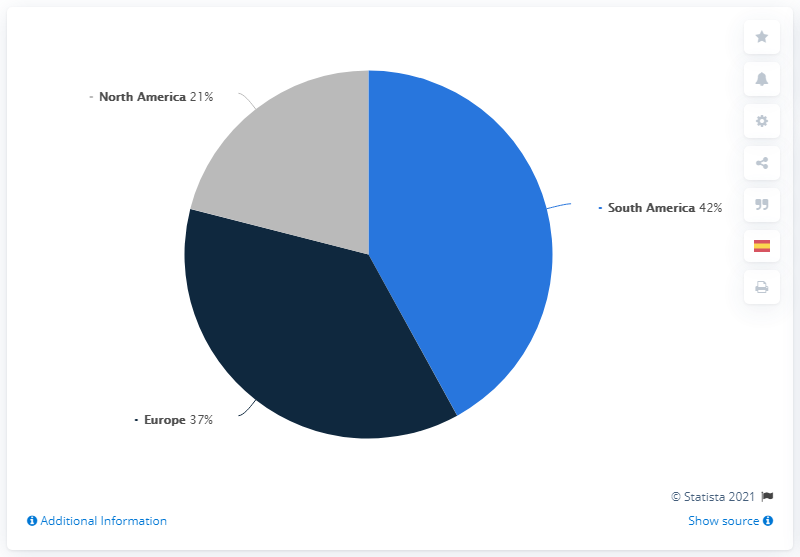 North America 21%
South America 42%
Europe 37%
© Statista 2021
Additional Information
Show source